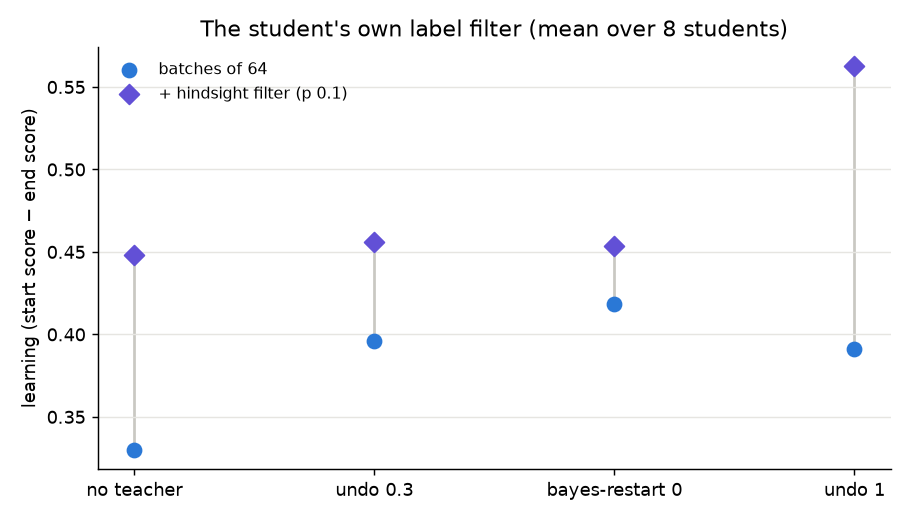 The student's own label filter (mean over 8 students)
batches of 64
+ hindsight filter (p 0.1)
learning (start score − end score)
0.55
0.50
0.45
0.40
0.35
no teacher
undo 0.3
bayes-restart 0
undo 1